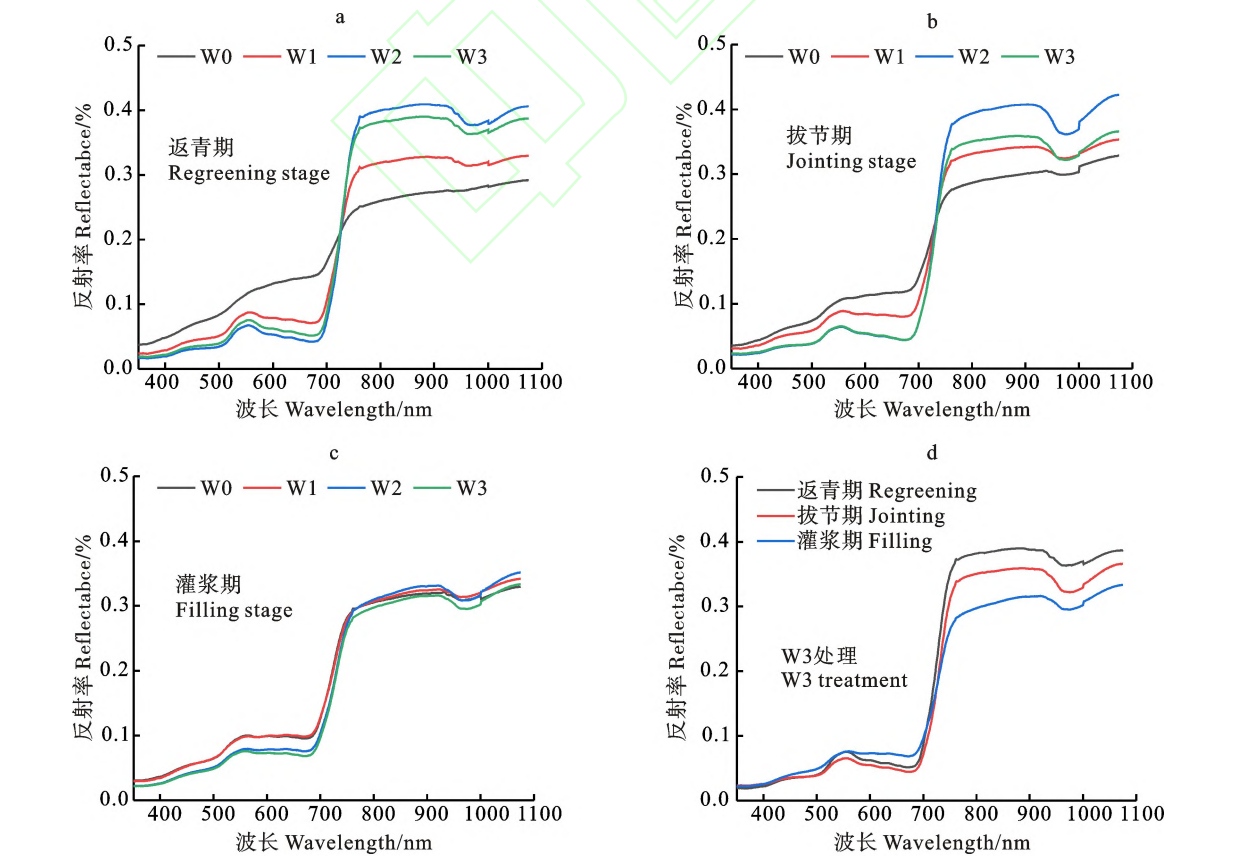 a
0.5
0.4
0.3
0.2
0.1
0.0
反射率 Reflectabce/%
W0 W1 W2 W3
返青期
Regreening stage
400 500 600 700 800 900 1000 1100
波长 Wavelength/nm
b
0.5
0.4
0.3
0.2
0.1
0.0
反射率 Reflectabce/%
W0 W1 W2 W3
拔节期
Jointing stage
400 500 600 700 800 900 1000 1100
波长 Wavelength/nm
c
0.5
0.4
0.3
0.2
0.1
0.0
反射率 Reflectabce/%
W0 W1 W2 W3
灌浆期
Filling stage
400 500 600 700 800 900 1000 1100
波长 Wavelength/nm
d
0.5
0.4
0.3
0.2
0.1
0.0
反射率 Reflectabce/%
返青期 Regreening
拔节期 Jointing
灌浆期 Filling
W3处理
W3 treatment
400 500 600 700 800 900 1000 1100
波长 Wavelength/nm